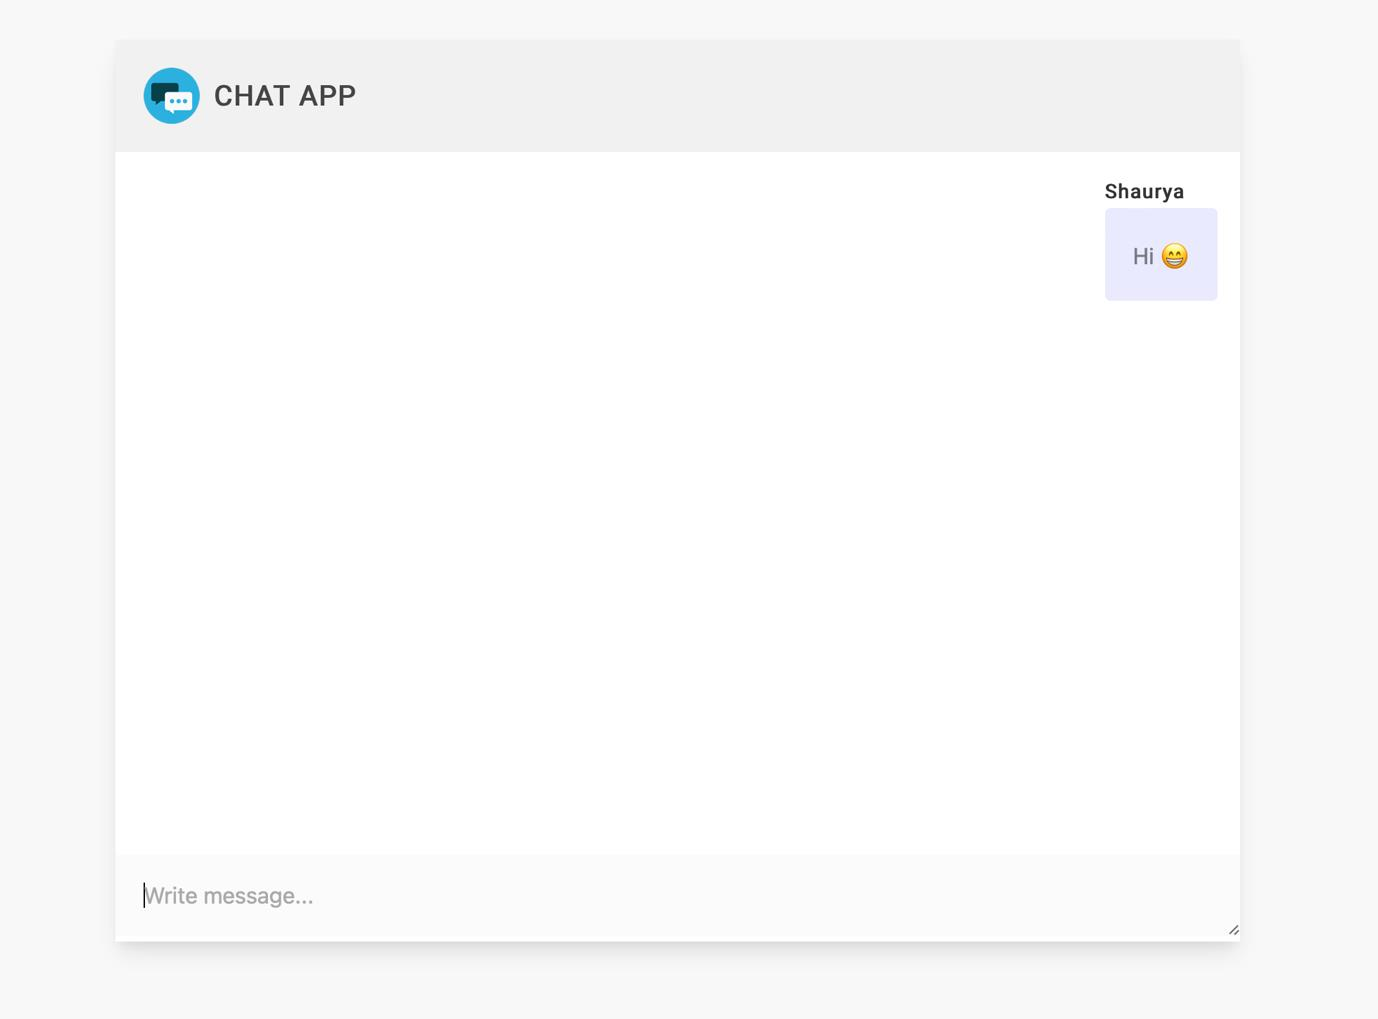 CHAT APP
Shaurya
Hi 😁
Write message...